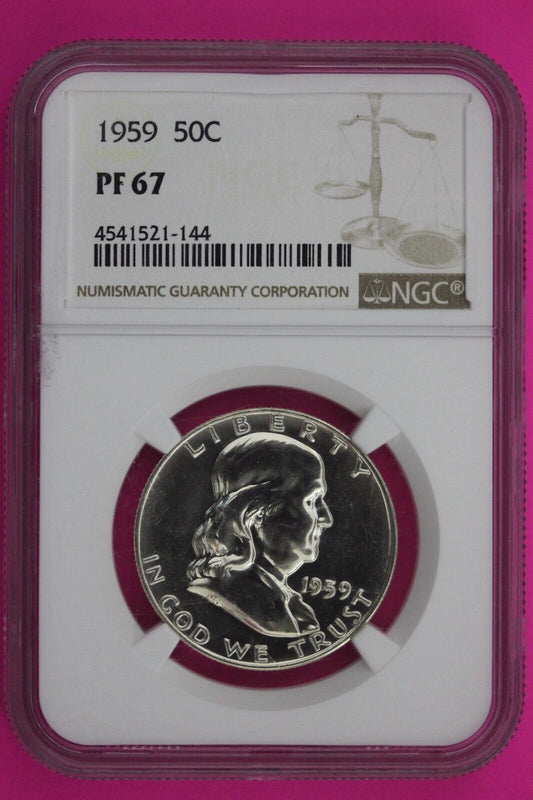 1959 50C
PF 67
4541521-144
NUMISMATIC GUARANTY CORPORATION
NGC®
LIBERTY
1959
IN GOD WE TRUST